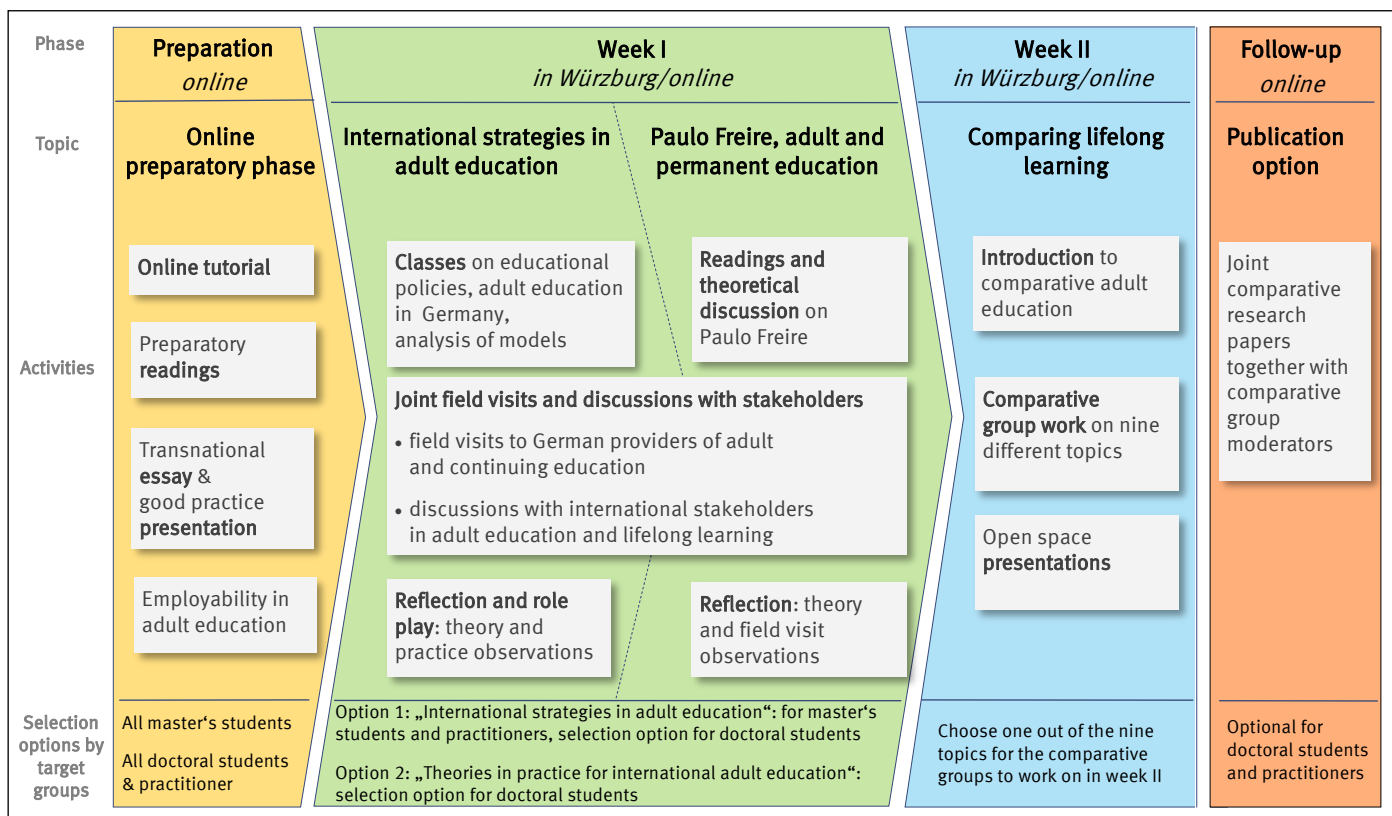 Phase
Preparation
online
Week I
in Würzburg/online
Week II
in Würzburg/online
Follow-up
online
Topic
Online
preparatory phase
International strategies in
adult education
Paulo Freire, adult and
permanent education
Comparing lifelong
learning
Publication
option
Activities
Online tutorial
Preparatory
readings
Transnational
essay &
good practice
presentation
Employability in
adult education
Classes on educational
policies, adult education
in Germany,
analysis of models
Readings and
theoretical
discussion on
Paulo Freire
Joint field visits and discussions with stakeholders
• field visits to German providers of adult
and continuing education
• discussions with international stakeholders
in adult education and lifelong learning
Reflection and role
play: theory and
practice observations
Reflection: theory
and field visit
observations
Introduction to
comparative adult
education
Comparative
group work on nine
different topics
Open space
presentations
Joint
comparative
research
papers
together with
comparative
group
moderators
Selection
options by
target
groups
All master‘s students
All doctoral students
& practitioner
Option 1: „International strategies in adult education“: for master‘s
students and practitioners, selection option for doctoral students
Option 2: „Theories in practice for international adult education“:
selection option for doctoral students
Choose one out of the nine
topics for the comparative
groups to work on in week II
Optional for
doctoral students
and practitioners